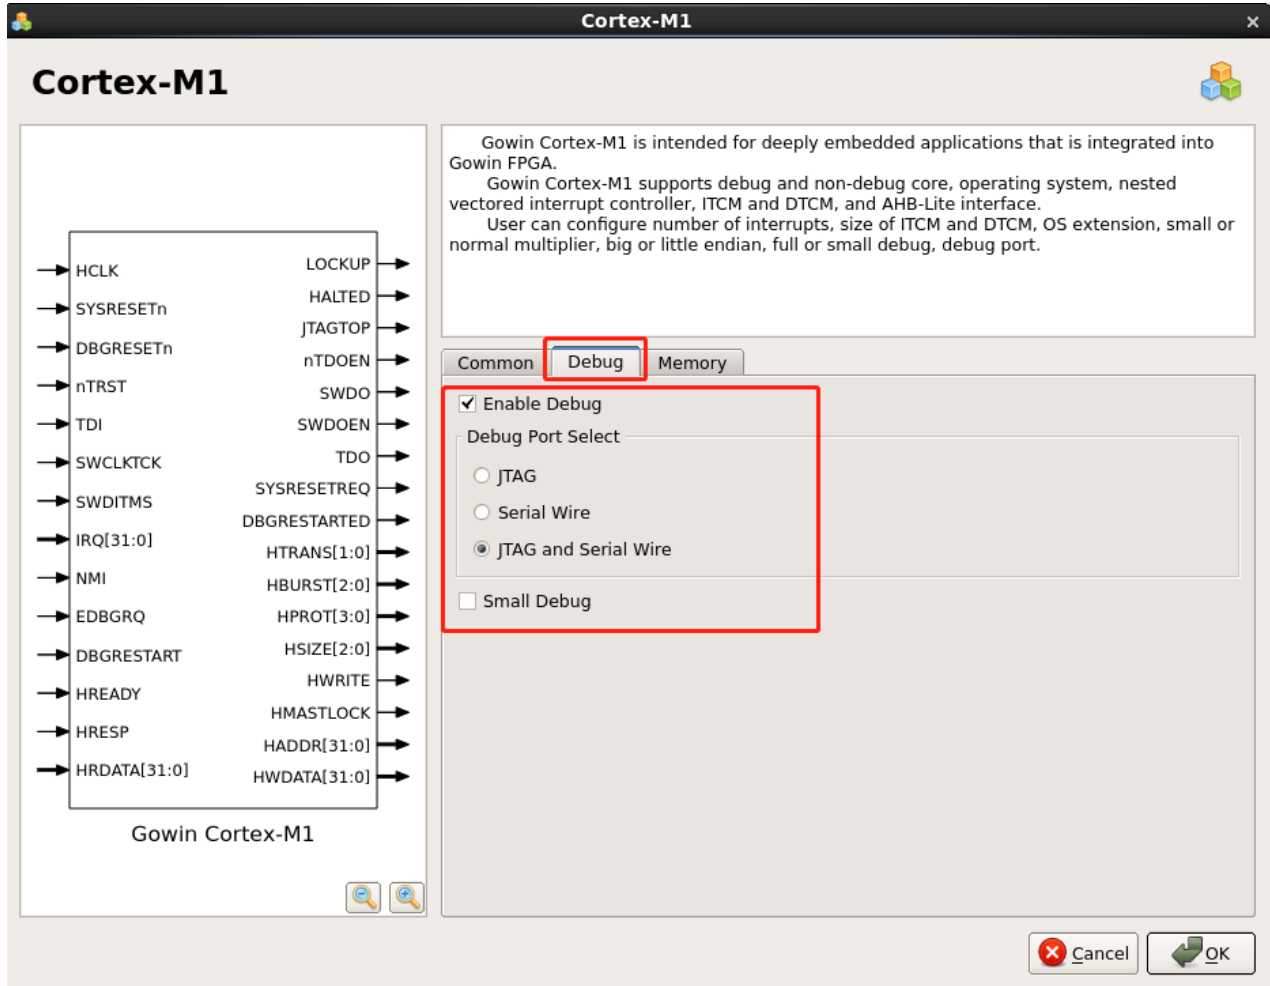 Cortex-M1
Cortex-M1
HCLK
SYSRESETn
DBGRESETn
nTRST
TDI
SWCLKTCK
SWDITMS
IRQ[31:0]
NMI
EDBGRQ
DBGRESTART
HREADY
HRESP
HRDATA[31:0]
LOCKUP
HALTED
JTAGTOP
nTDOEN
SWDO
SWDOEN
TDO
SYSRESETREQ
DBGRESTARTED
HTRANS[1:0]
HBURST[2:0]
HPROT[3:0]
HSIZE[2:0]
HWRITE
HMASTLOCK
HADDR[31:0]
HWDATA[31:0]
Gowin Cortex-M1
Gowin Cortex-M1 is intended for deeply embedded applications that is integrated into
Gowin FPGA.
Gowin Cortex-M1 supports debug and non-debug core, operating system, nested
vectored interrupt controller, ITCM and DTCM, and AHB-Lite interface.
User can configure number of interrupts, size of ITCM and DTCM, OS extension, small or
normal multiplier, big or little endian, full or small debug, debug port.
Common Debug Memory
Enable Debug
Debug Port Select
JTAG
Serial Wire
JTAG and Serial Wire
Small Debug
Cancel OK